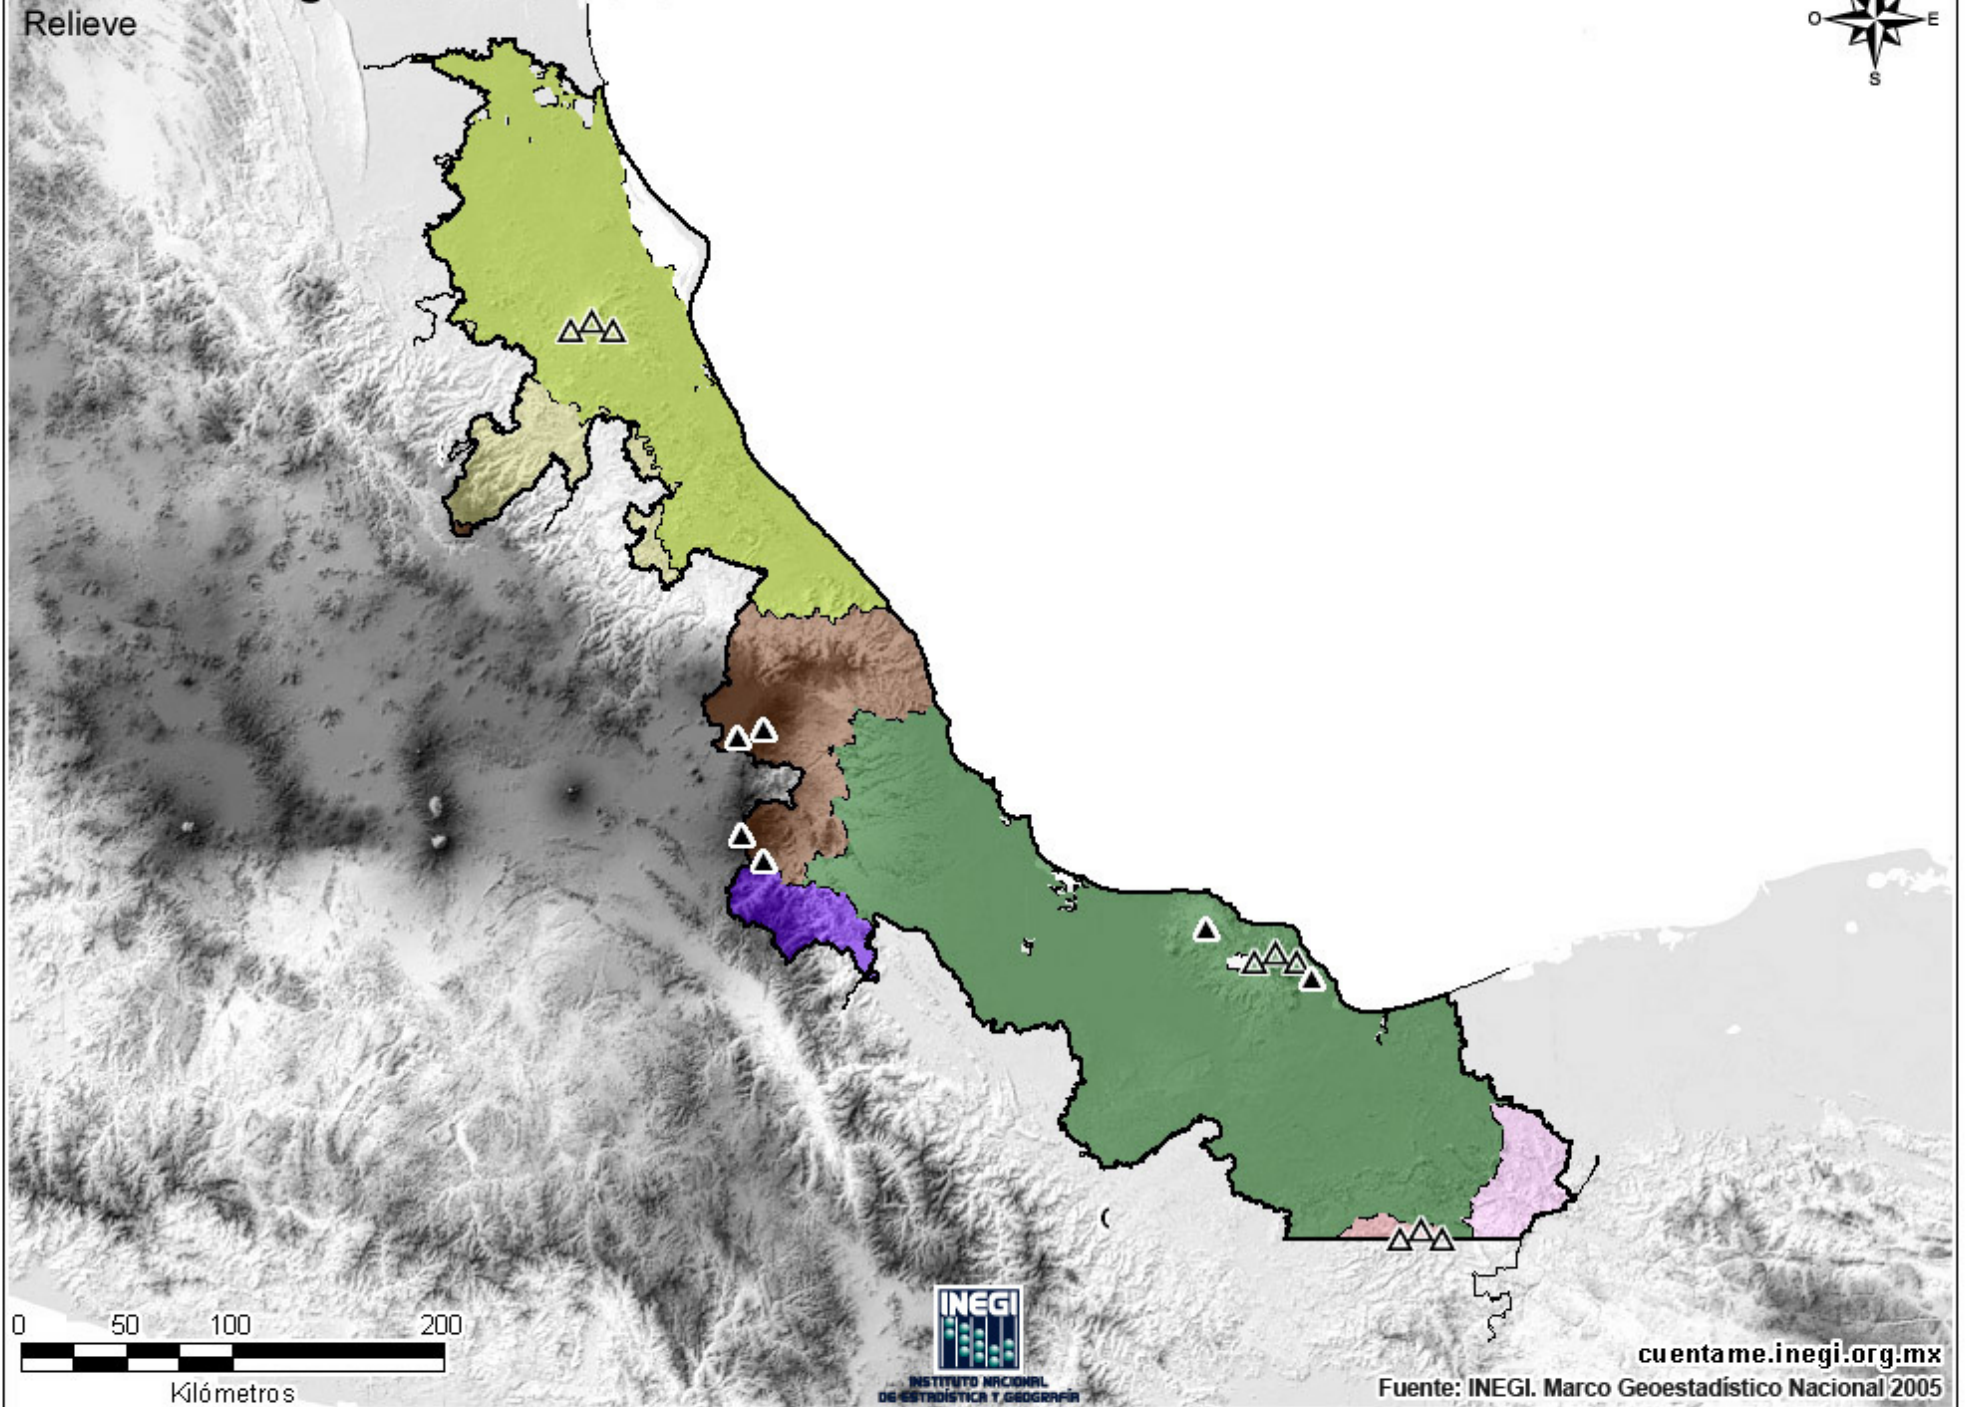 Relieve
O E
S
0 50 100 200
Kilómetros
INEGI
INSTITUTO NACIONAL
DE ESTADÍSTICA Y GEOGRAFÍA
cuentame.inegi.org.mx
Fuente: INEGI. Marco Geoestadístico Nacional 2005